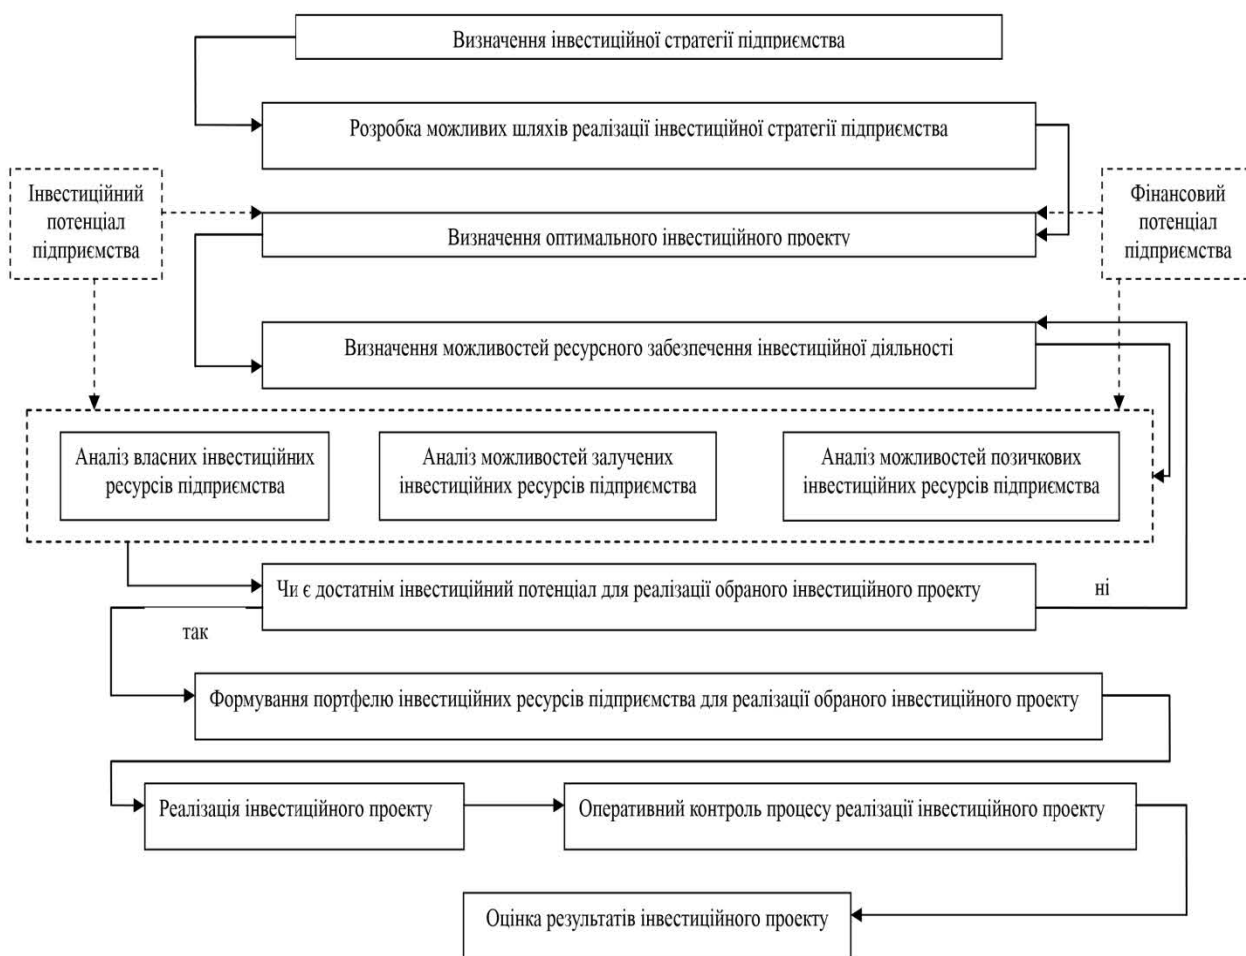 Визначення інвестиційної стратегії підприємства
Розробка можливих шляхів реалізації інвестиційної стратегії підприємства
Інвестиційний
потенціал
підприємства
Фінансовий
потенціал
підприємства
Визначення оптимального інвестиційного проекту
Визначення можливостей ресурсного забезпечення інвестиційної діяльності
Аналіз власних інвестиційних
ресурсів підприємства
Аналіз можливостей залучених
інвестиційних ресурсів підприємства
Аналіз можливостей позичкових
інвестиційних ресурсів підприємства
Чи є достатнім інвестиційний потенціал для реалізації обраного інвестиційного проекту
ні
так
Формування портфелю інвестиційних ресурсів підприємства для реалізації обраного інвестиційного проекту
Реалізація інвестиційного проекту
Оперативний контроль процесу реалізації інвестиційного проекту
Оцінка результатів інвестиційного проекту